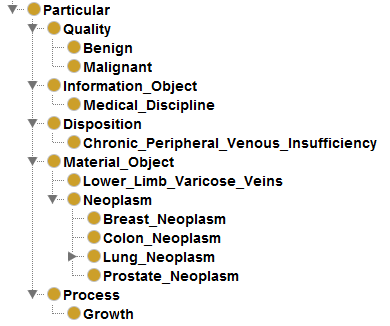 Particular
Quality
Benign
Malignant
Information_Object
Medical_Discipline
Disposition
Chronic_Peripheral_Venous_Insufficiency
Material_Object
Lower_Limb_Varicose_Veins
Neoplasm
Breast_Neoplasm
Colon_Neoplasm
Lung_Neoplasm
Prostate_Neoplasm
Process
Growth